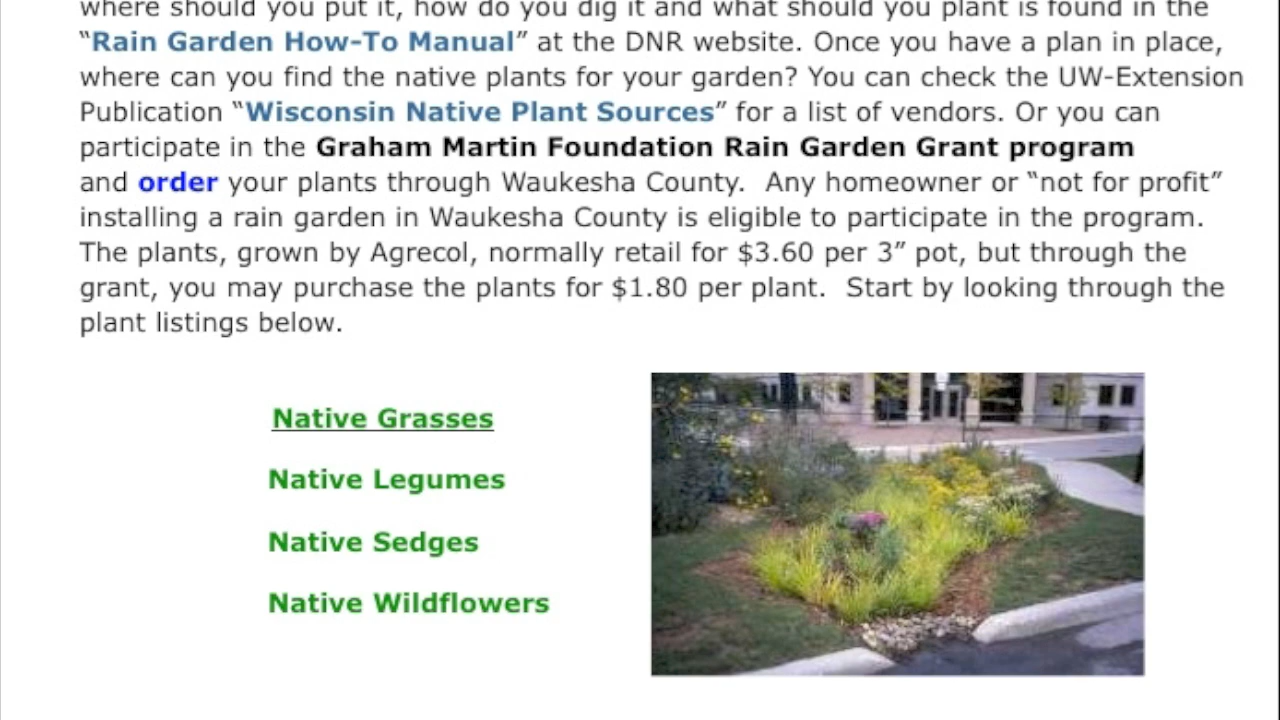 where should you put it, how do you dig it and what should you plant is found in the
“Rain Garden How-To Manual” at the DNR website. Once you have a plan in place,
where can you find the native plants for your garden? You can check the UW-Extension
Publication “Wisconsin Native Plant Sources” for a list of vendors. Or you can
participate in the Graham Martin Foundation Rain Garden Grant program
and order your plants through Waukesha County.  Any homeowner or “not for profit”
installing a rain garden in Waukesha County is eligible to participate in the program.
The plants, grown by Agrecol, normally retail for $3.60 per 3” pot, but through the
grant, you may purchase the plants for $1.80 per plant.  Start by looking through the
plant listings below.
Native Grasses
Native Legumes
Native Sedges
Native Wildflowers